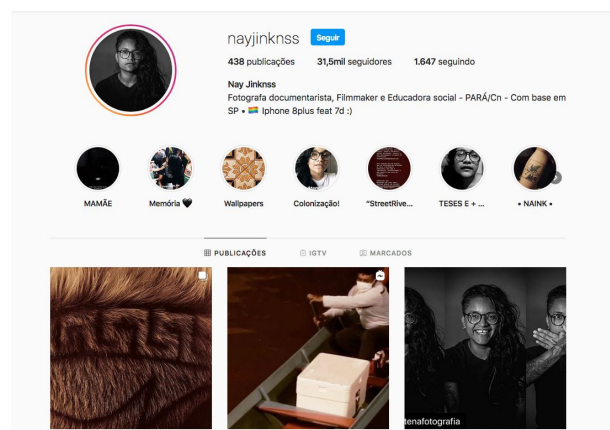 nayjinknss Seguir
438 publicações 31,5mil seguidores 1.647 seguindo
Nay Jinknss
Fotografa documentarista, Filmmaker e Educadora social - PARÁ/Cn - Com base em
SP • 🏳️‍🌈 Iphone 8plus feat 7d :)
MAMÃE Memória 🖤 Wallpapers Colonização! “StreetRive... TESES E + ... • NAINK •
PUBLICAÇÕES IGTV MARCADOS
tenafotografia